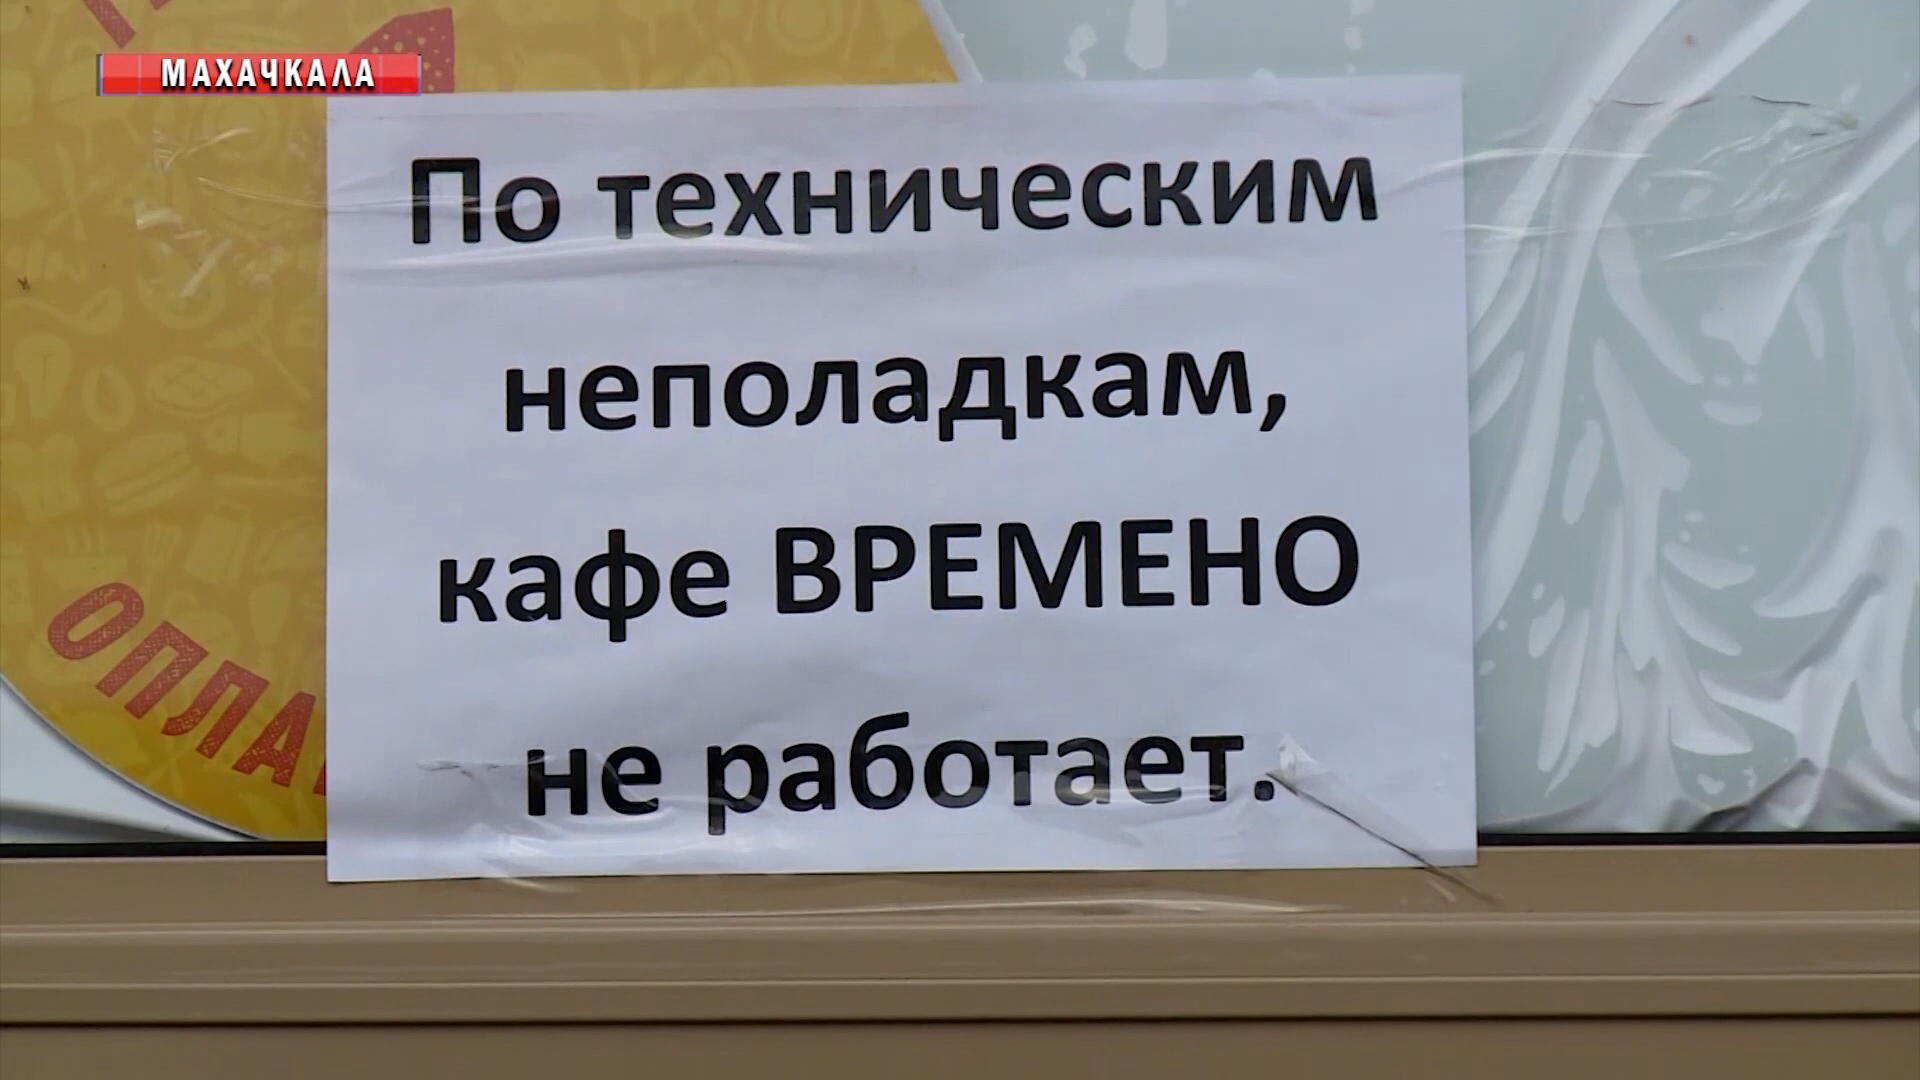 МАХАЧКАЛА
По техническим
неполадкам,
кафе ВРЕМЕНО
не работает.